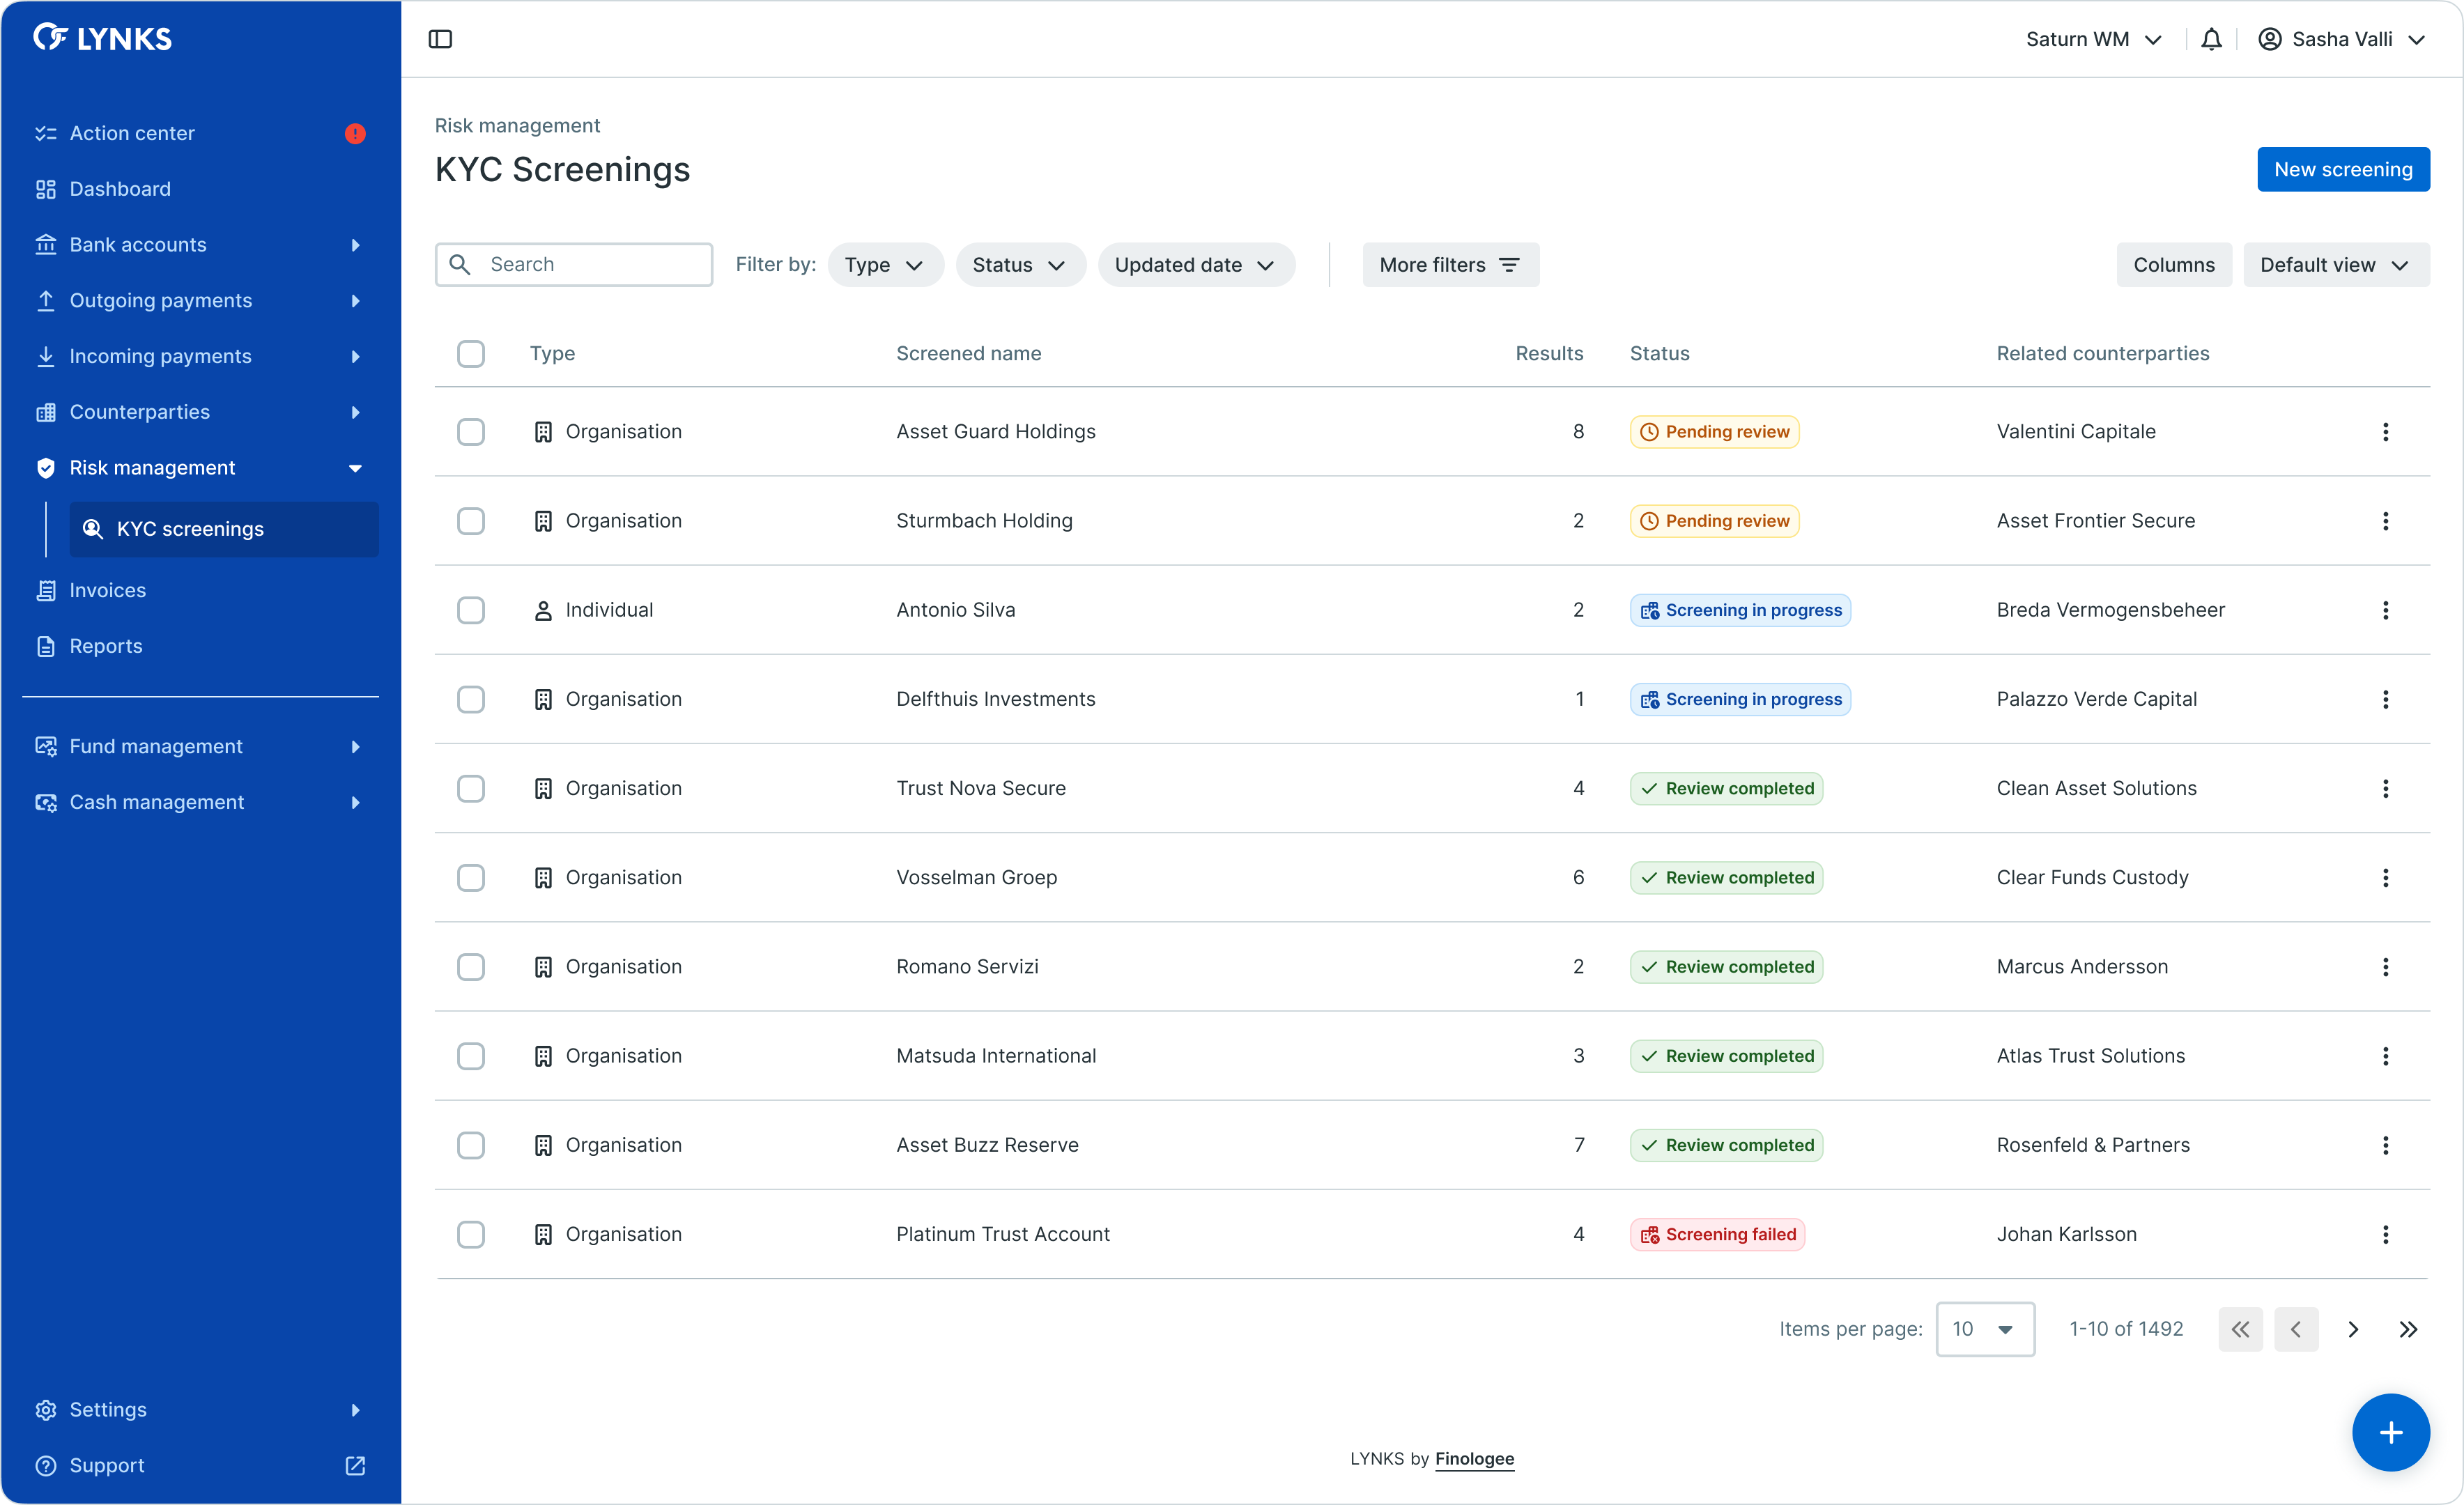 LYNKS
Saturn WM
Sasha Valli
Action center
Dashboard
Bank accounts
Outgoing payments
Incoming payments
Counterparties
Risk management
KYC screenings
Invoices
Reports
Fund management
Cash management
Settings
Support
Risk management
KYC Screenings
New screening
Search Filter by: Type Status Updated date More filters Columns Default view
Type Screened name Results Status Related counterparties
Organisation Asset Guard Holdings 8 Pending review Valentini Capitale
Organisation Sturmbach Holding 2 Pending review Asset Frontier Secure
Individual Antonio Silva 2 Screening in progress Breda Vermogensbeheer
Organisation Delfthuis Investments 1 Screening in progress Palazzo Verde Capital
Organisation Trust Nova Secure 4 Review completed Clean Asset Solutions
Organisation Vosselman Groep 6 Review completed Clear Funds Custody
Organisation Romano Servizi 2 Review completed Marcus Andersson
Organisation Matsuda International 3 Review completed Atlas Trust Solutions
Organisation Asset Buzz Reserve 7 Review completed Rosenfeld & Partners
Organisation Platinum Trust Account 4 Screening failed Johan Karlsson
Items per page: 10 1-10 of 1492
LYNKS by Finologee